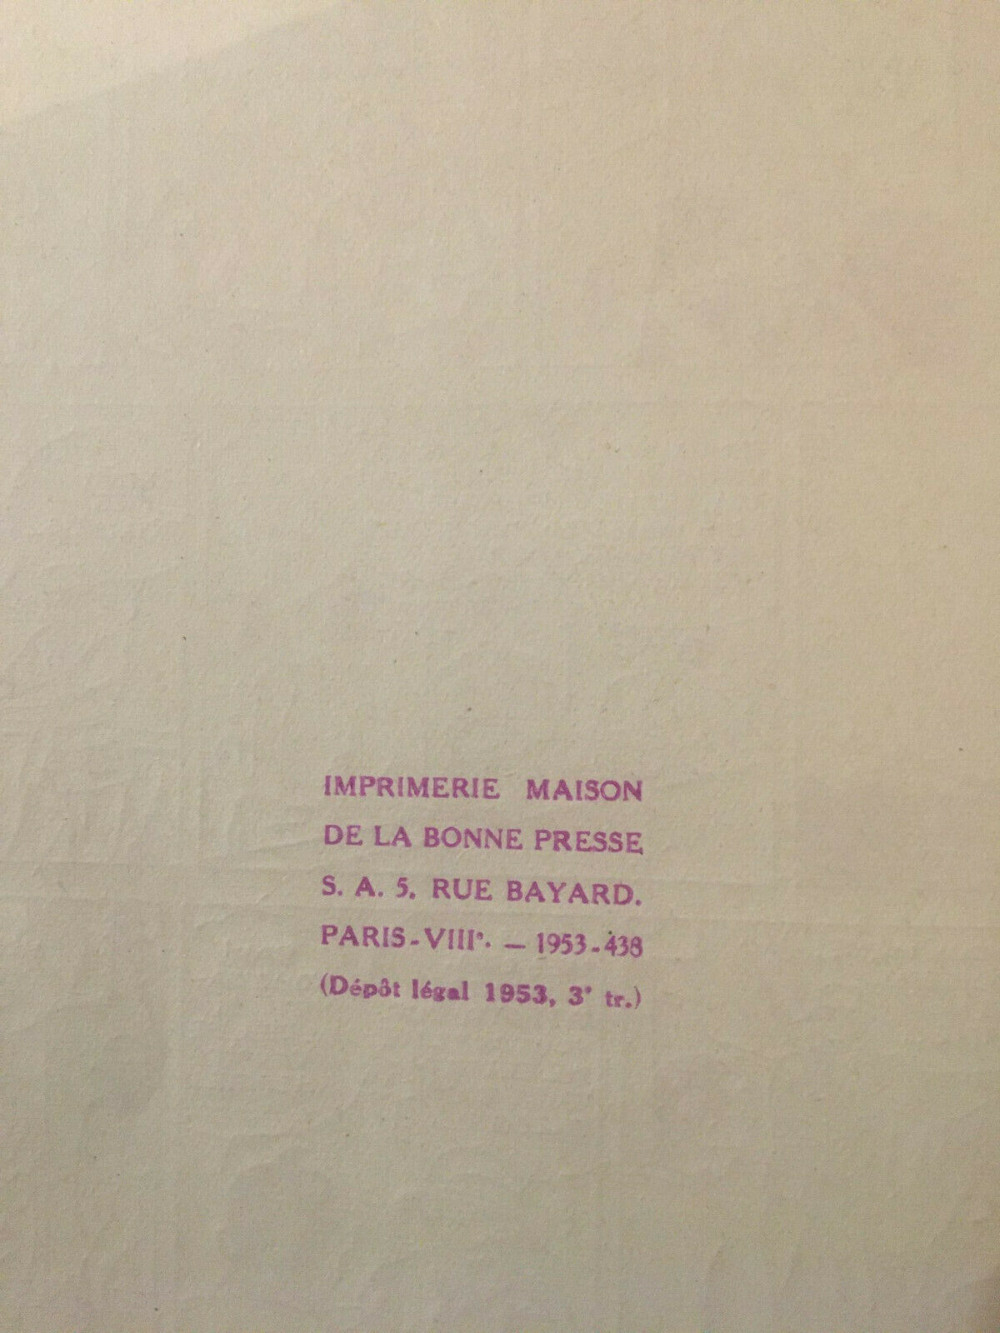 IMPRIMERIE MAISON
DE LA BONNE PRESSE
S. A. 5, RUE BAYARD.
PARIS-VIIIᵉ. — 1953-438
(Dépôt légal 1953, 3ᵉ tr.)